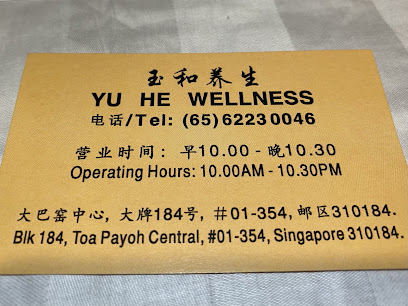 玉和养生
YU HE WELLNESS
电话/Tel: (65)62230046
营业时间：早10.00 - 晚10.30
Operating Hours: 10.00AM - 10.30PM
大巴窑中心, 大牌184号, #01-354, 邮区310184.
Blk 184, Toa Payoh Central, #01-354, Singapore 310184.